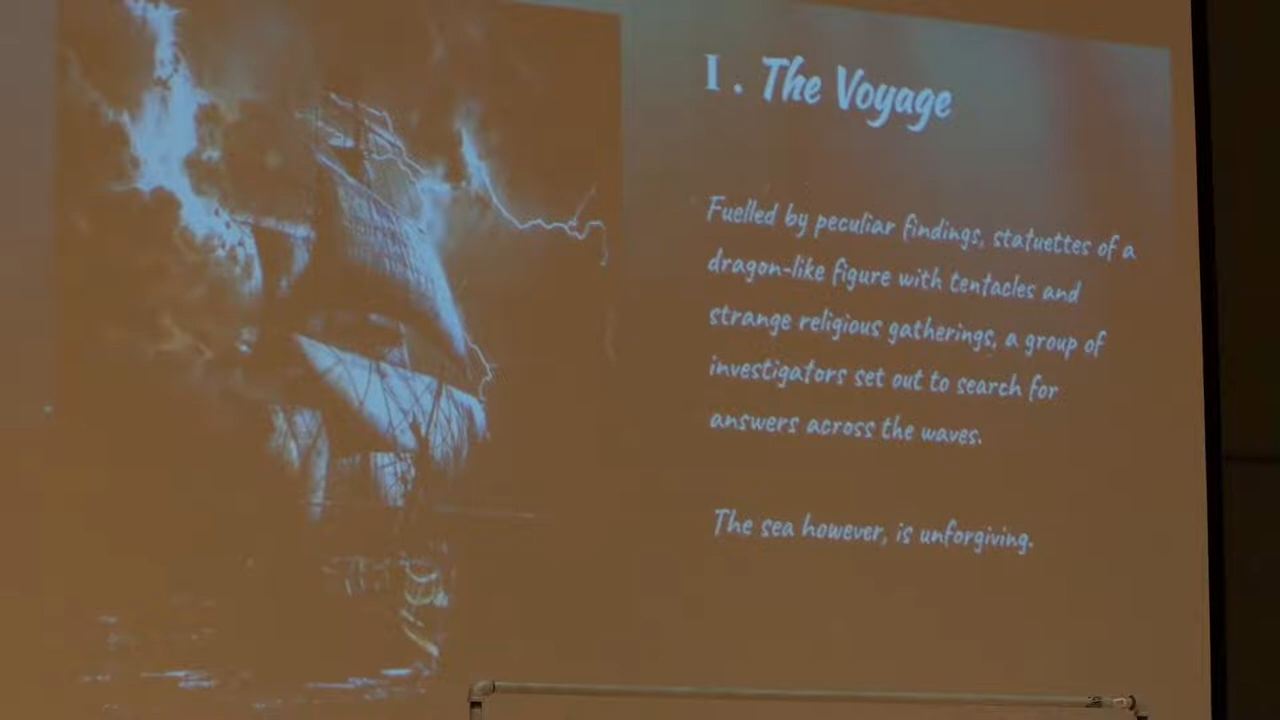 I. The Voyage
Fuelled by peculiar findings, statuettes of a
dragon-like figure with tentacles and
strange religious gatherings, a group of
investigators set out to search for
answers across the waves.
The sea however, is unforgiving.